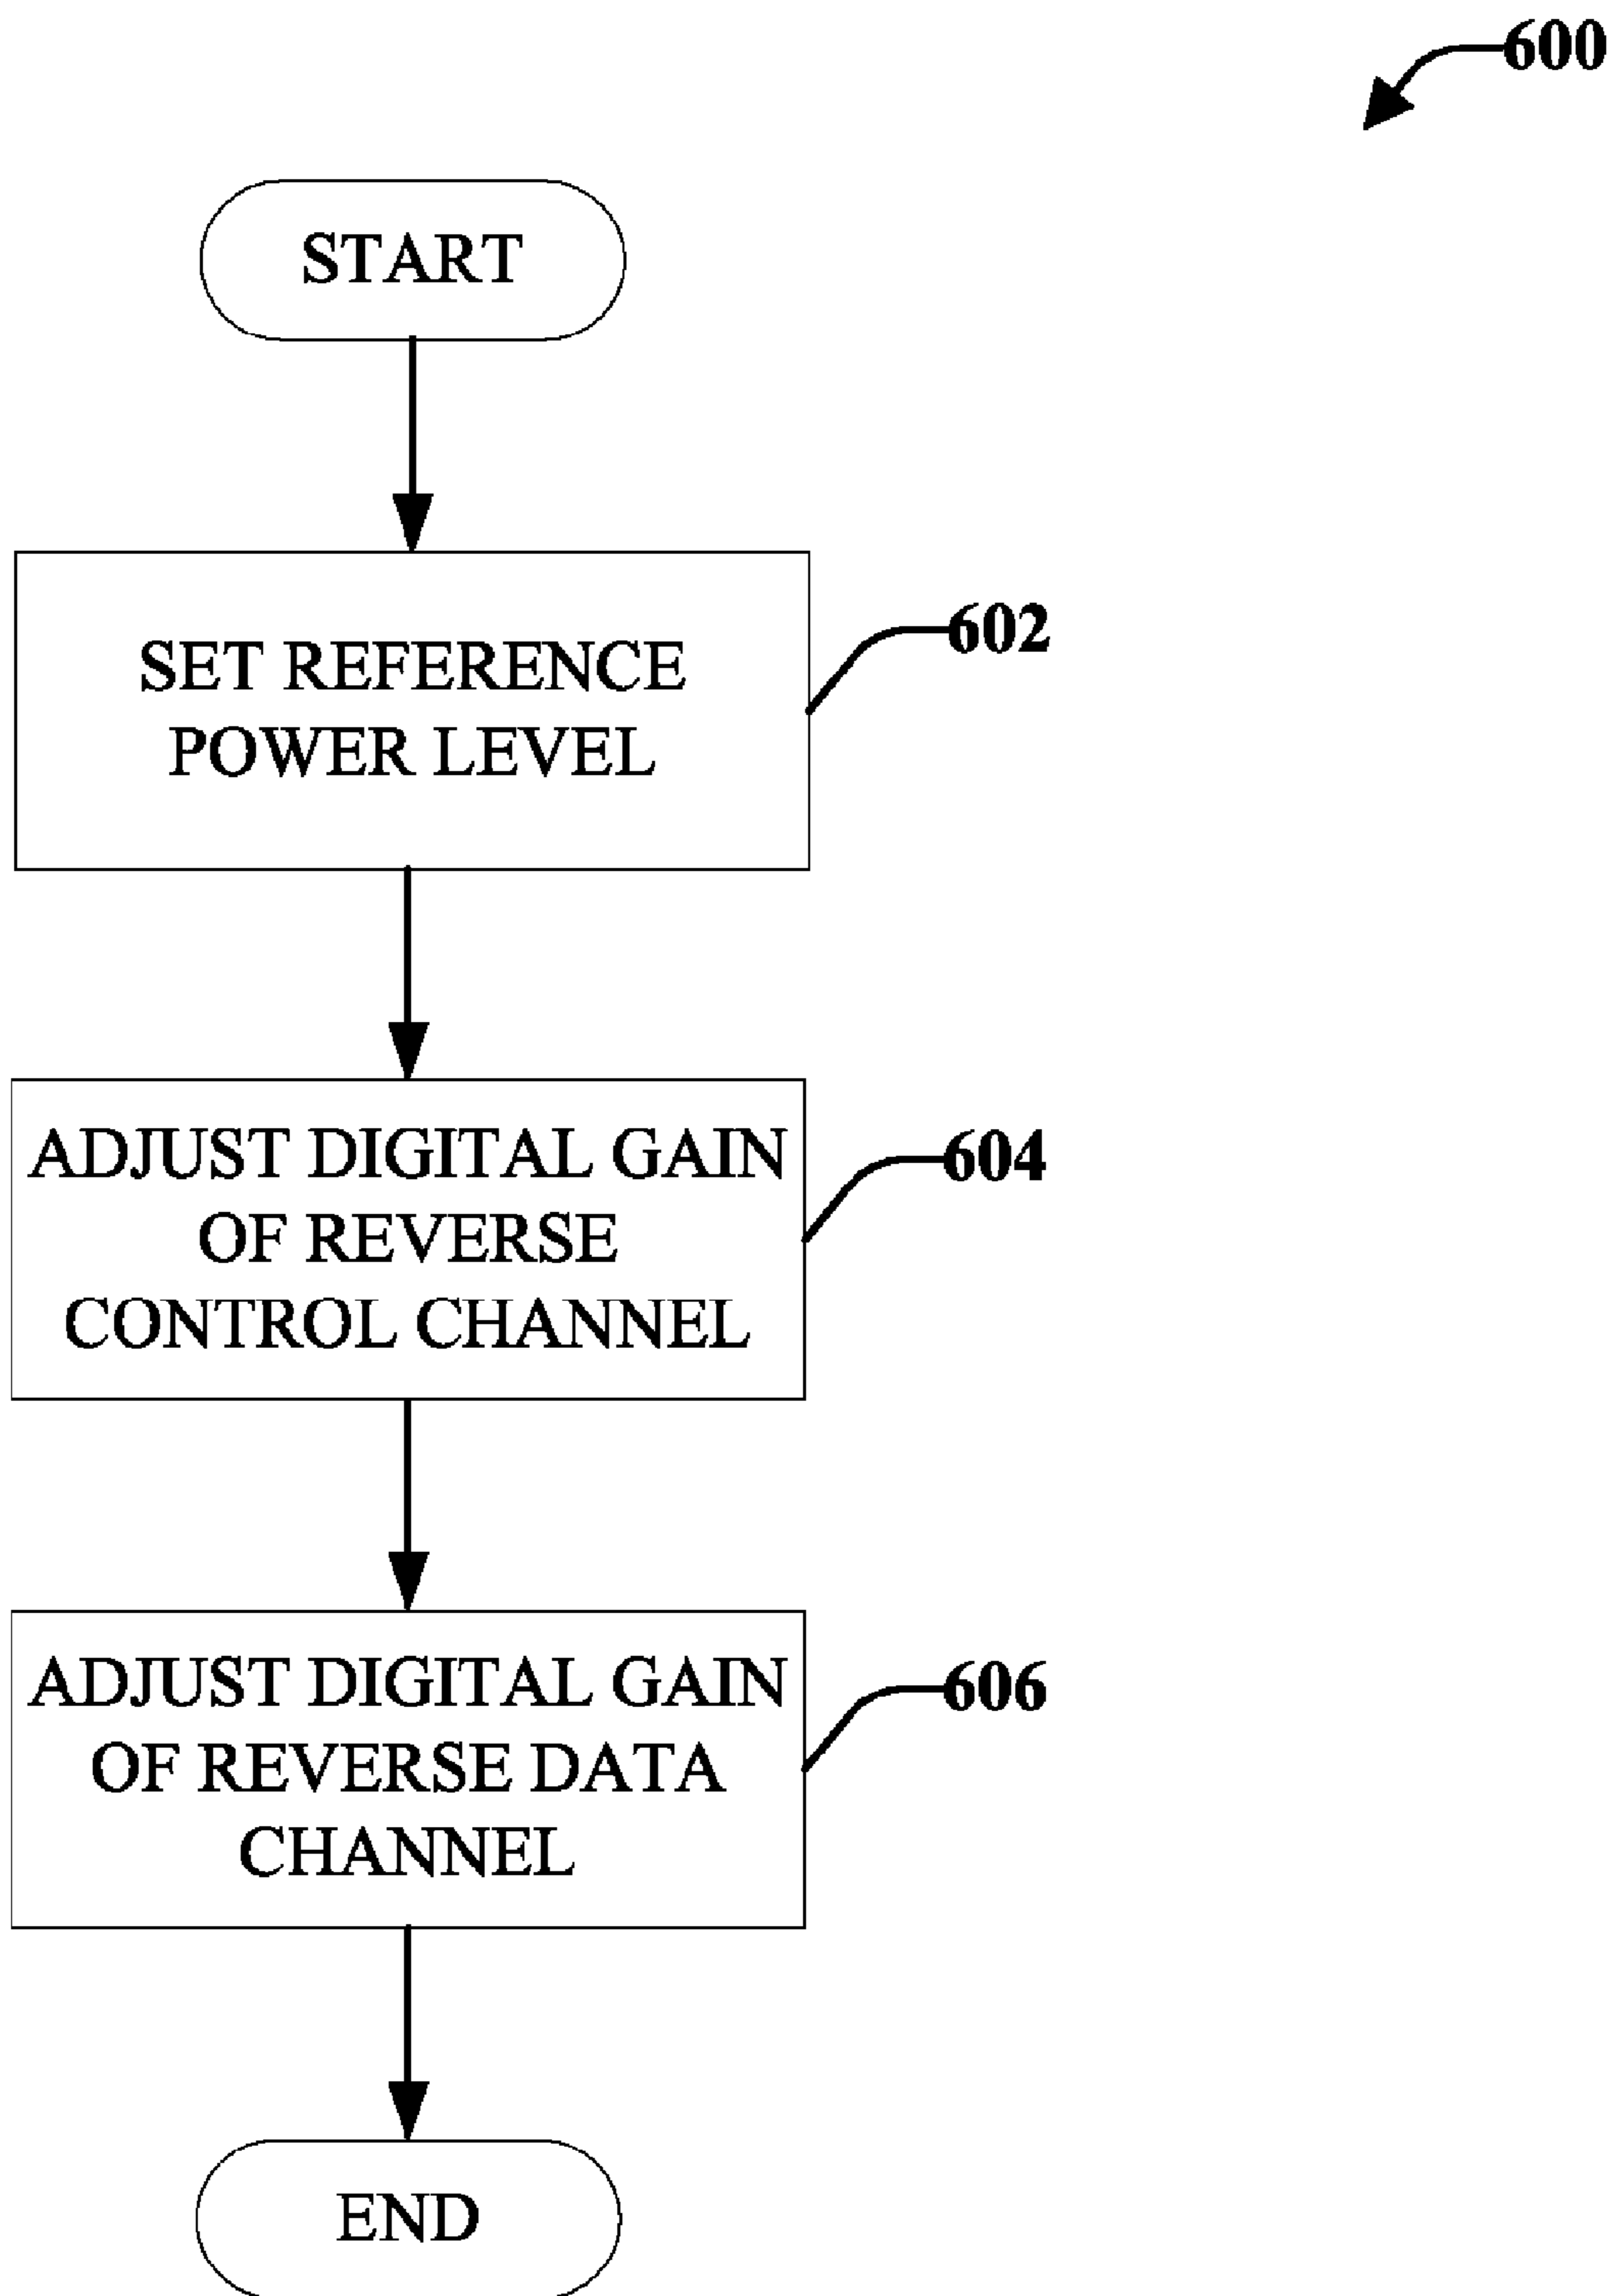 600
START
SET REFERENCE
POWER LEVEL
602
ADJUST DIGITAL GAIN
OF REVERSE
CONTROL CHANNEL
604
ADJUST DIGITAL GAIN
OF REVERSE DATA
CHANNEL
606
END